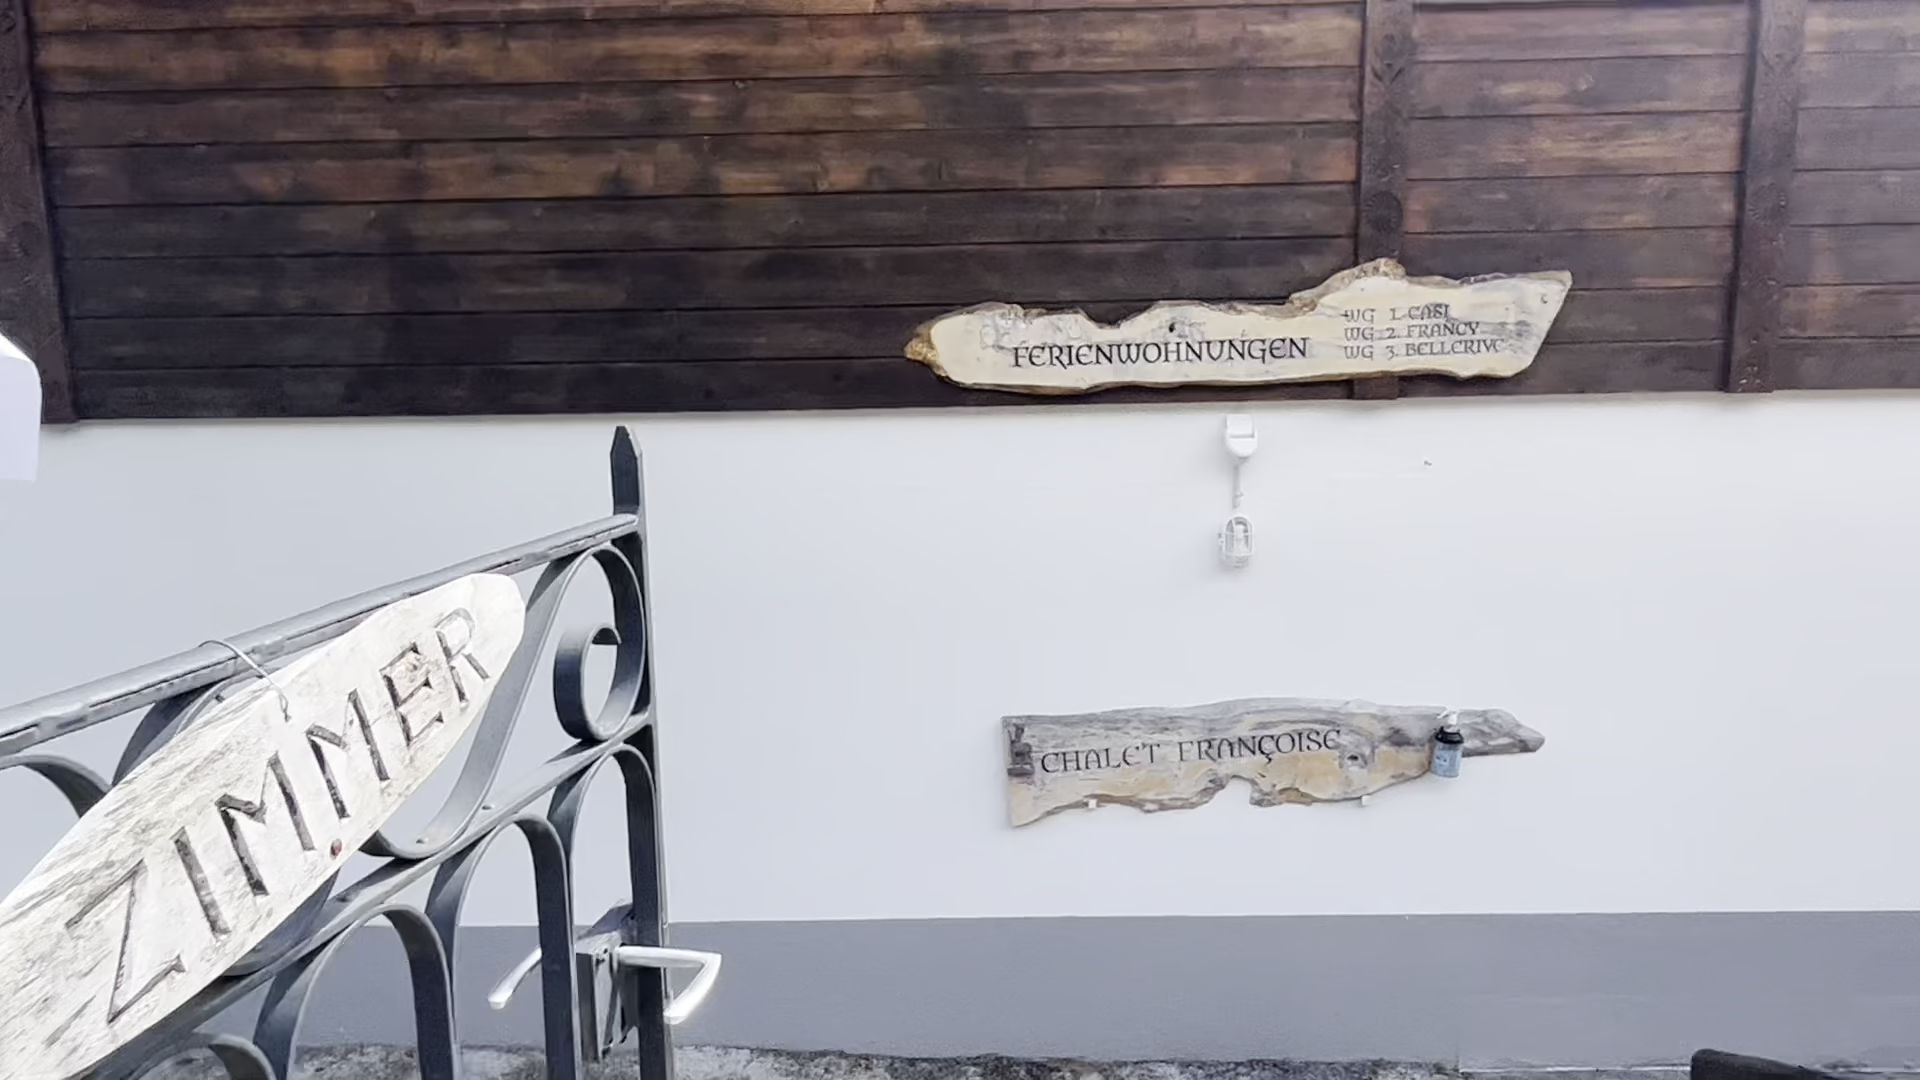 FERIENWOHNUNGEN
WG 1. CASI
WG 2. FRANCY
WG 3. BELLERIVE
CHALET FRANÇOISE
ZIMMER